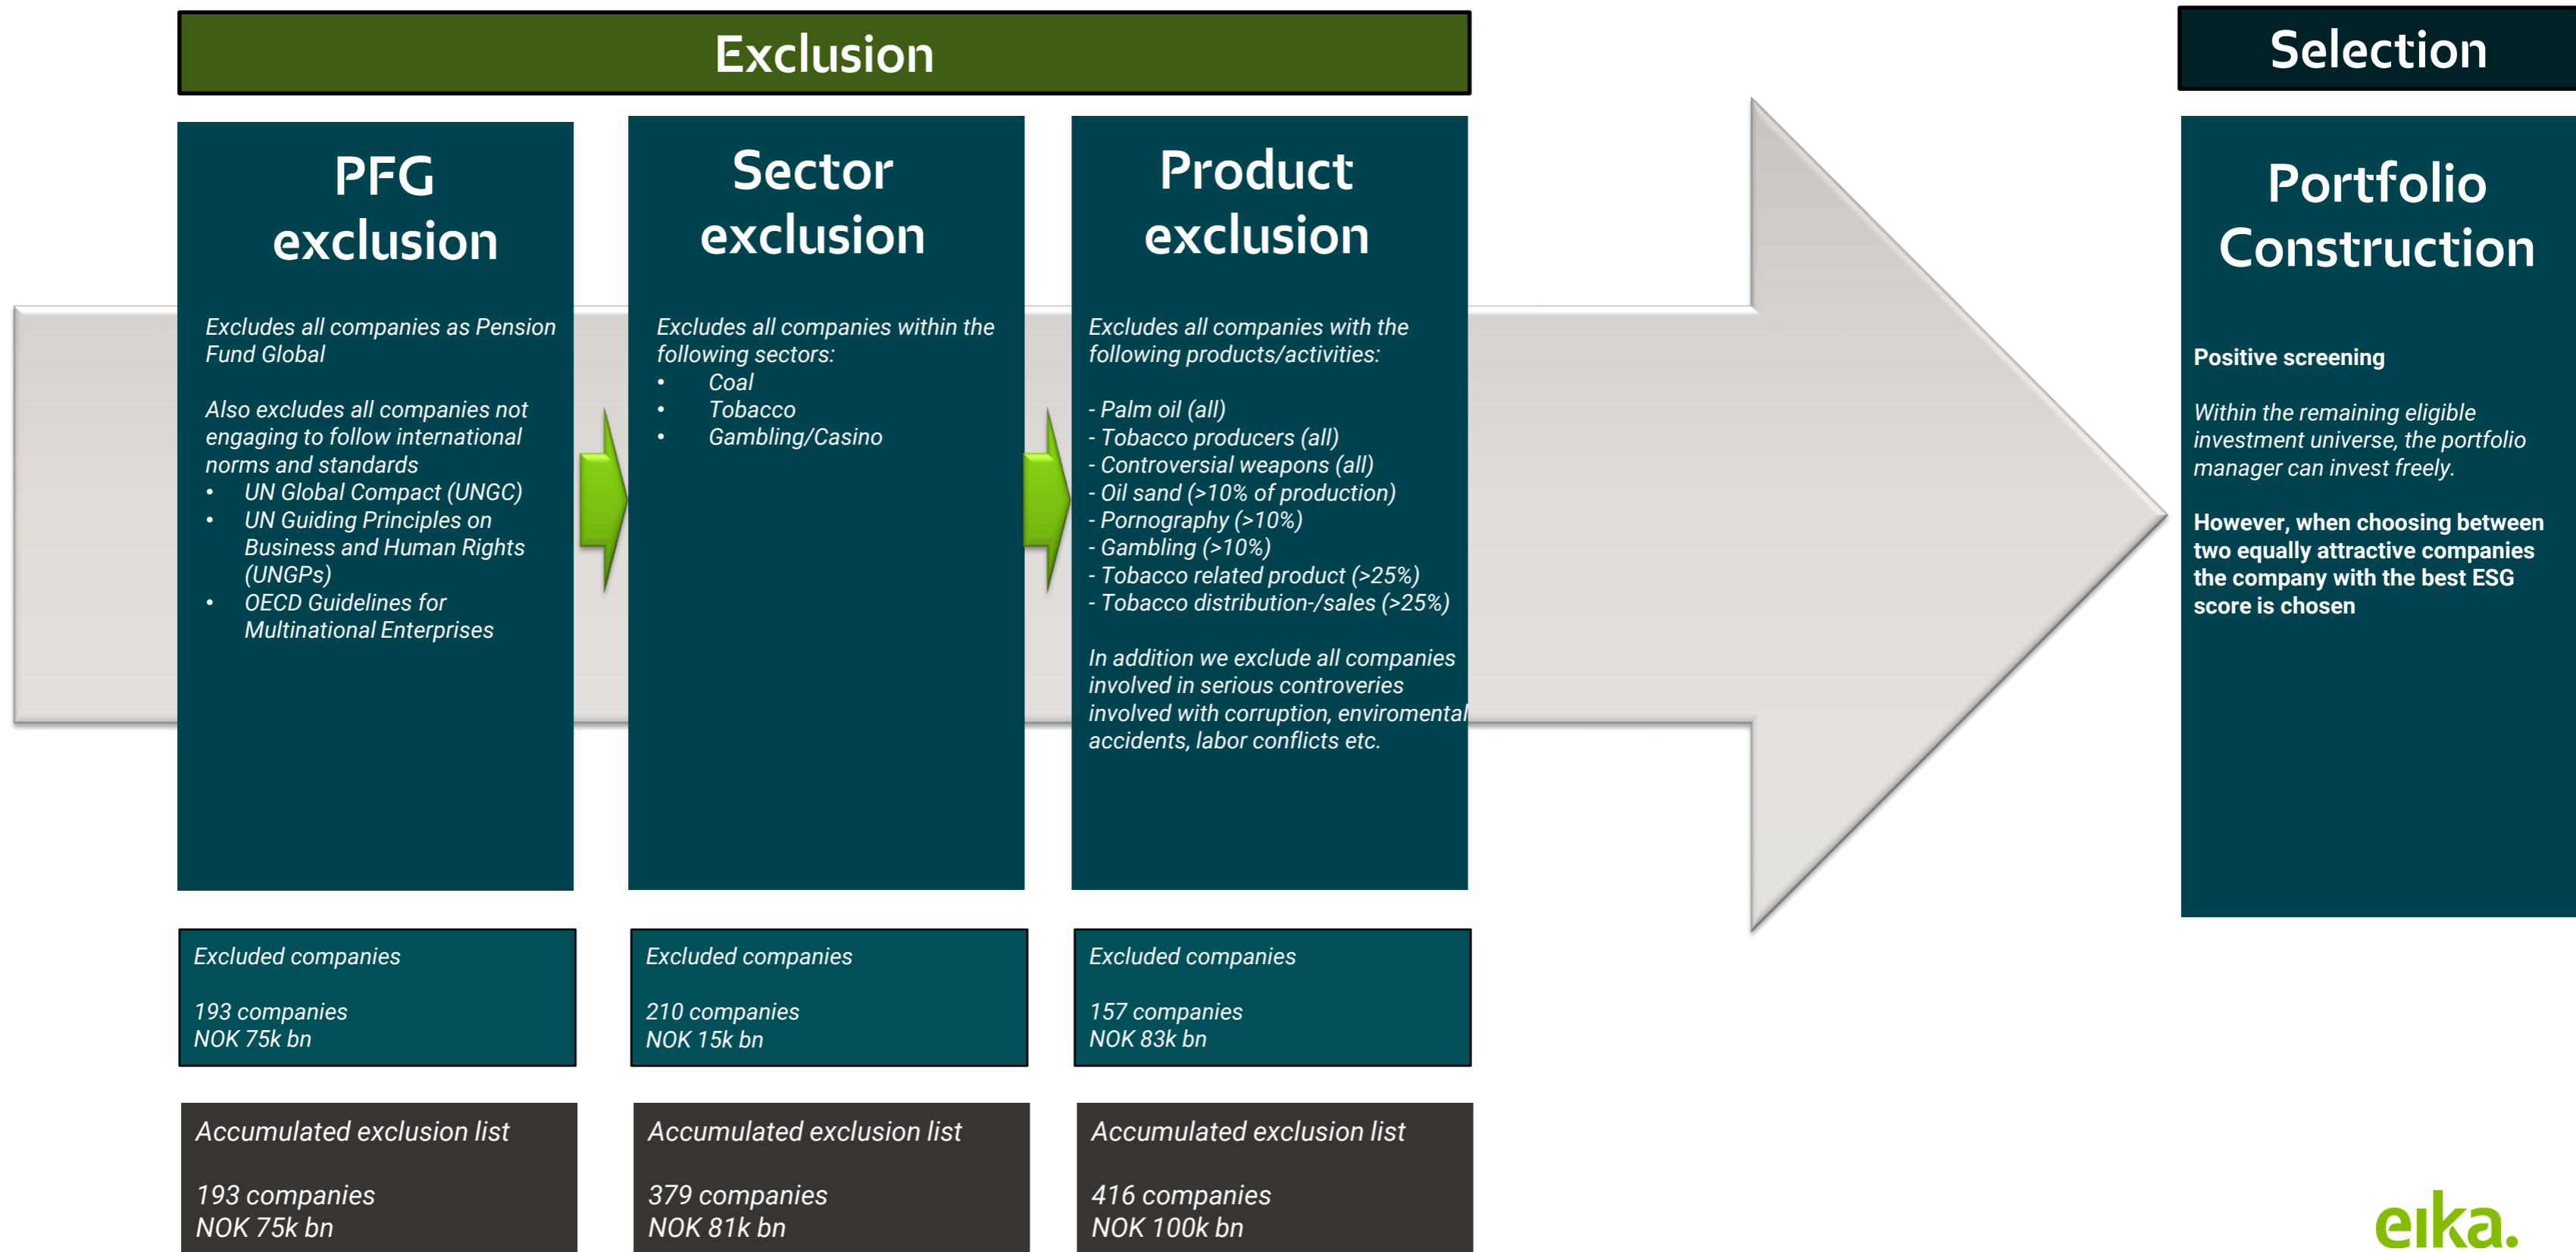 Exclusion
Selection
PFG
exclusion
Excludes all companies as Pension
Fund Global
Also excludes all companies not
engaging to follow international
norms and standards
• UN Global Compact (UNGC)
• UN Guiding Principles on
Business and Human Rights
(UNGPs)
• OECD Guidelines for
Multinational Enterprises
Sector
exclusion
Excludes all companies within the
following sectors:
• Coal
• Tobacco
• Gambling/Casino
Product
exclusion
Excludes all companies with the
following products/activities:
- Palm oil (all)
- Tobacco producers (all)
- Controversial weapons (all)
- Oil sand (>10% of production)
- Pornography (>10%)
- Gambling (>10%)
- Tobacco related product (>25%)
- Tobacco distribution-/sales (>25%)
In addition we exclude all companies
involved in serious controveries
involved with corruption, enviromental
accidents, labor conflicts etc.
Portfolio
Construction
Positive screening
Within the remaining eligible
investment universe, the portfolio
manager can invest freely.
However, when choosing between
two equally attractive companies
the company with the best ESG
score is chosen
Excluded companies
193 companies
NOK 75k bn
Excluded companies
210 companies
NOK 15k bn
Excluded companies
157 companies
NOK 83k bn
Accumulated exclusion list
193 companies
NOK 75k bn
Accumulated exclusion list
379 companies
NOK 81k bn
Accumulated exclusion list
416 companies
NOK 100k bn
eıka.